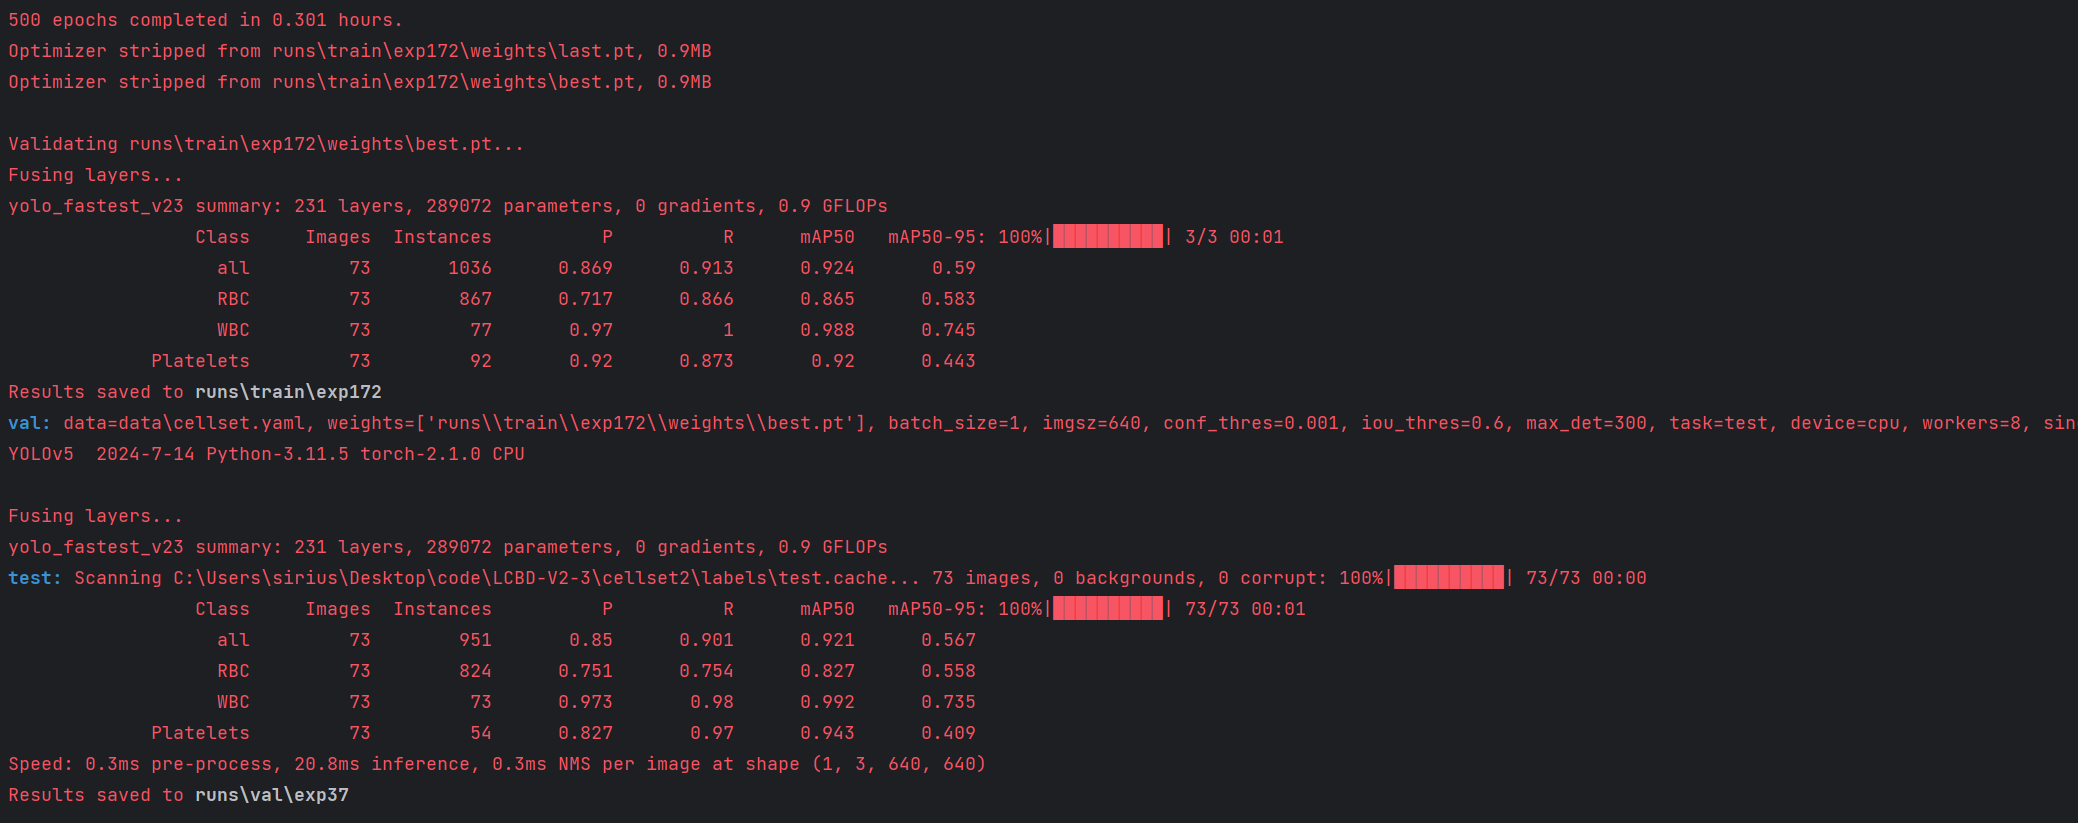 500 epochs completed in 0.301 hours.
Optimizer stripped from runs\train\exp172\weights\last.pt, 0.9MB
Optimizer stripped from runs\train\exp172\weights\best.pt, 0.9MB
Validating runs\train\exp172\weights\best.pt...
Fusing layers...
yolo_fastest_v23 summary: 231 layers, 289072 parameters, 0 gradients, 0.9 GFLOPs
Class Images Instances P R mAP50 mAP50-95: 100%|██████████| 3/3 00:01
all 73 1036 0.869 0.913 0.924 0.59
RBC 73 867 0.717 0.866 0.865 0.583
WBC 73 77 0.97 1 0.988 0.745
Platelets 73 92 0.92 0.873 0.92 0.443
Results saved to runs\train\exp172
val: data=data\cellset.yaml, weights=['runs\\train\\exp172\\weights\\best.pt'], batch_size=1, imgsz=640, conf_thres=0.001, iou_thres=0.6, max_det=300, task=test, device=cpu, workers=8, sin
YOLOv5 2024-7-14 Python-3.11.5 torch-2.1.0 CPU
Fusing layers...
yolo_fastest_v23 summary: 231 layers, 289072 parameters, 0 gradients, 0.9 GFLOPs
test: Scanning C:\Users\sirius\Desktop\code\LCBD-V2-3\cellset2\labels\test.cache... 73 images, 0 backgrounds, 0 corrupt: 100%|██████████| 73/73 00:00
Class Images Instances P R mAP50 mAP50-95: 100%|██████████| 73/73 00:01
all 73 951 0.85 0.901 0.921 0.567
RBC 73 824 0.751 0.754 0.827 0.558
WBC 73 73 0.973 0.98 0.992 0.735
Platelets 73 54 0.827 0.97 0.943 0.409
Speed: 0.3ms pre-process, 20.8ms inference, 0.3ms NMS per image at shape (1, 3, 640, 640)
Results saved to runs\val\exp37